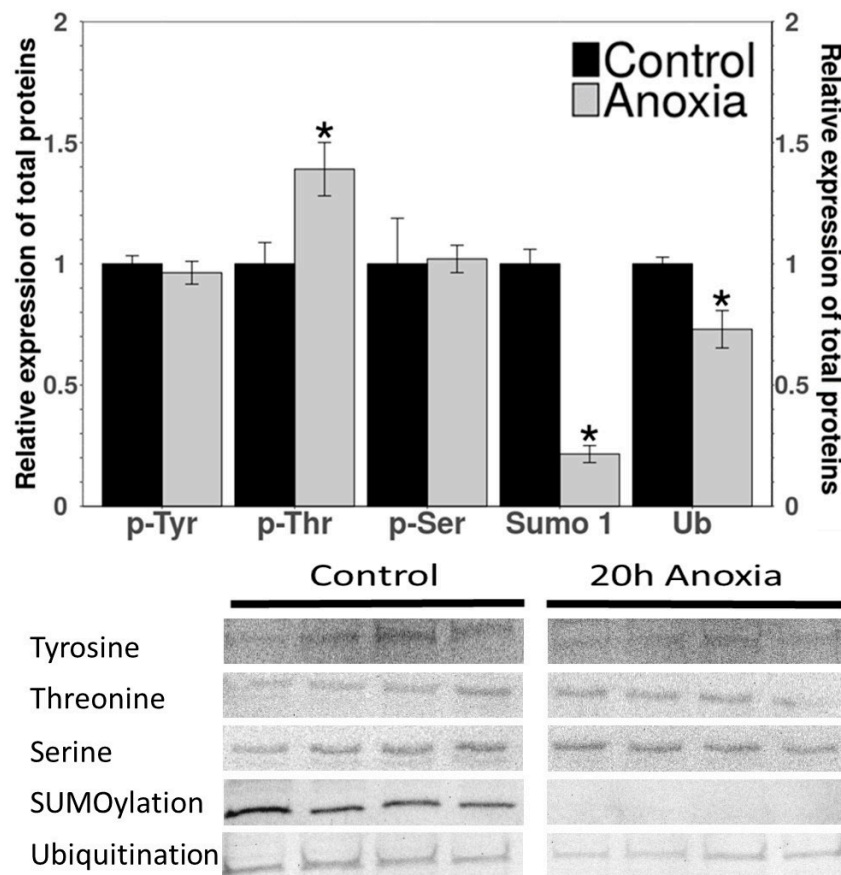 Relative expression of total proteins
2
1.5
1
0.5
0
Control
Anoxia
*
*
*
*
2
1.5
1
0.5
0
Relative expression of total proteins
p-Tyr p-Thr p-Ser Sumo 1 Ub
Control 20h Anoxia
Tyrosine
Threonine
Serine
SUMOylation
Ubiquitination